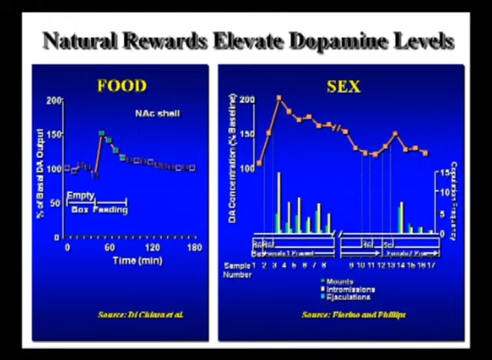 Natural Rewards Elevate Dopamine Levels
FOOD
NAc shell
% of Basal DA Output
200
150
100
50
0
Empty
Box Feeding
0 60 120 180
Time (min)
Source: Di Chiara et al.
SEX
DA Concentration (% Baseline)
200
150
100
15
10
5
0
Copulation Frequency
Female 1 Present
Sample
Number
1 2 3 4 5 6 7 8 9 10 11 12 13 14 15 16 17
Mounts
Intromissions
Ejaculations
Source: Fiorino and Phillips